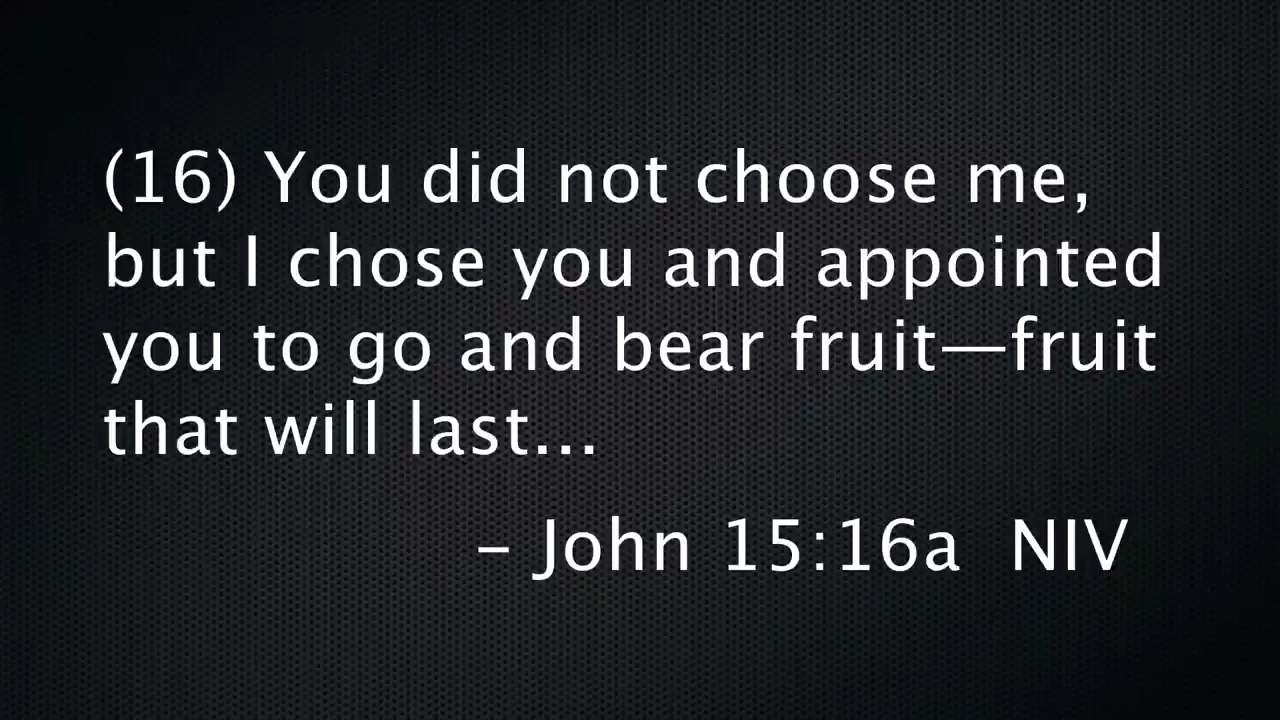 (16) You did not choose me,
but I chose you and appointed
you to go and bear fruit—fruit
that will last...
– John 15:16a  NIV